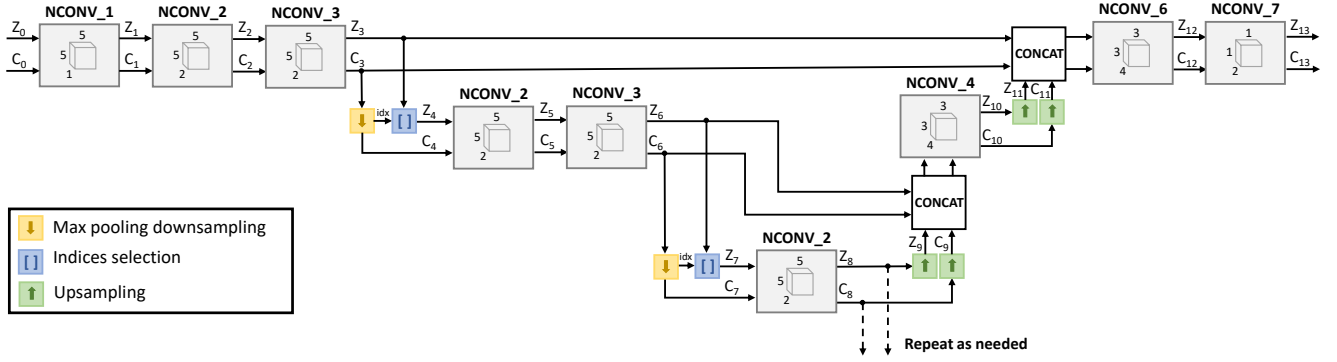 NCONV_1 NCONV_2 NCONV_3 NCONV_6 NCONV_7
Z0 5 5 1 Z1 5 5 2 Z2 5 5 2 Z3 CONCAT 3 3 4 Z12 1 1 2 Z13
C0 C1 C2 C3 C12 C13
NCONV_2 NCONV_3 NCONV_4 Z11 C11
idx [ ] Z4 5 5 2 Z5 5 5 2 Z6 3 3 4 Z10
C4 C5 C6 C10
CONCAT
NCONV_2 Z9 C9
idx [ ] Z7 5 5 2 Z8
C7 C8
Repeat as needed
Max pooling downsampling
[ ] Indices selection
Upsampling